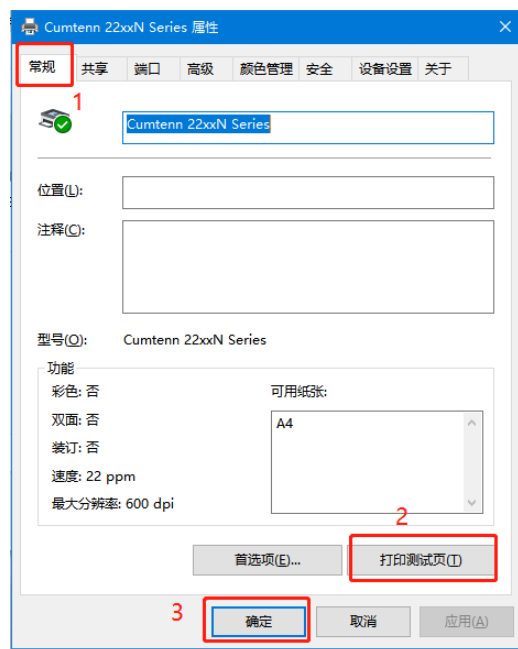 Cumtenn 22xxN Series 属性
常规 共享 端口 高级 颜色管理 安全 设备设置 关于
1
Cumtenn 22xxN Series
位置(L):
注释(C):
型号(O): Cumtenn 22xxN Series
功能
彩色: 否 可用纸张:
双面: 否 A4
装订: 否
速度: 22 ppm
最大分辨率: 600 dpi
2
首选项(E)... 打印测试页(T)
3 确定 取消 应用(A)